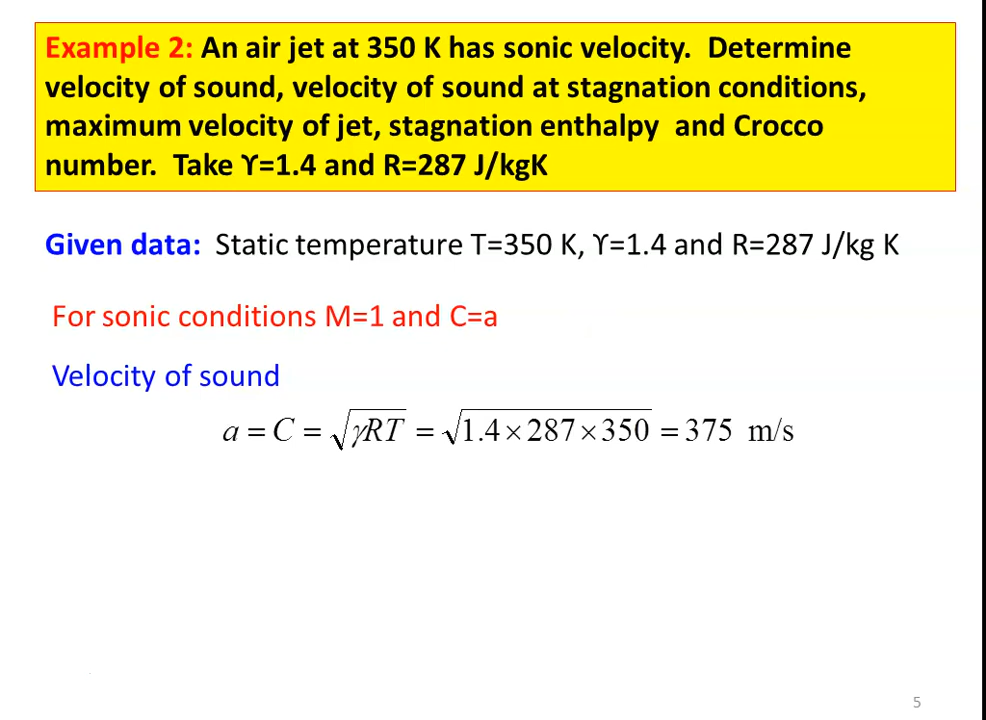 Example 2: An air jet at 350 K has sonic velocity. Determine
velocity of sound, velocity of sound at stagnation conditions,
maximum velocity of jet, stagnation enthalpy and Crocco
number. Take ϒ=1.4 and R=287 J/kgK
Given data: Static temperature T=350 K, ϒ=1.4 and R=287 J/kg K
For sonic conditions M=1 and C=a
Velocity of sound
a = C = √γRT = √1.4×287×350 = 375 m/s
5